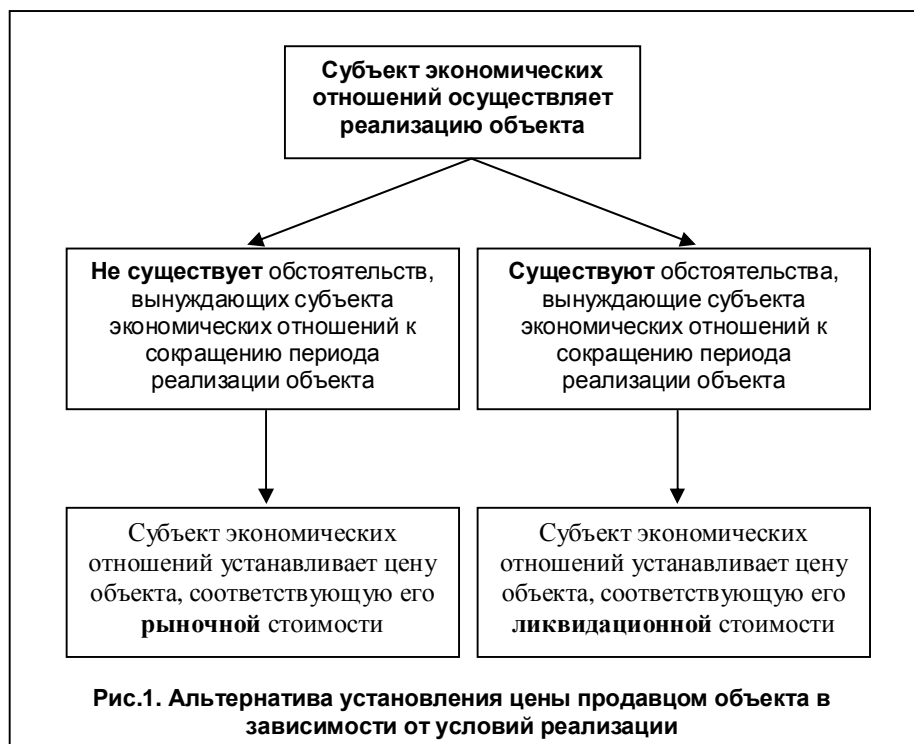 Субъект экономических
отношений осуществляет
реализацию объекта
Не существует обстоятельств,
вынуждающих субъекта
экономических отношений к
сокращению периода
реализации объекта
Существуют обстоятельства,
вынуждающие субъекта
экономических отношений к
сокращению периода
реализации объекта
Субъект экономических
отношений устанавливает цену
объекта, соответствующую его
рыночной стоимости
Субъект экономических
отношений устанавливает цену
объекта, соответствующую его
ликвидационной стоимости
Рис.1. Альтернатива установления цены продавцом объекта в
зависимости от условий реализации